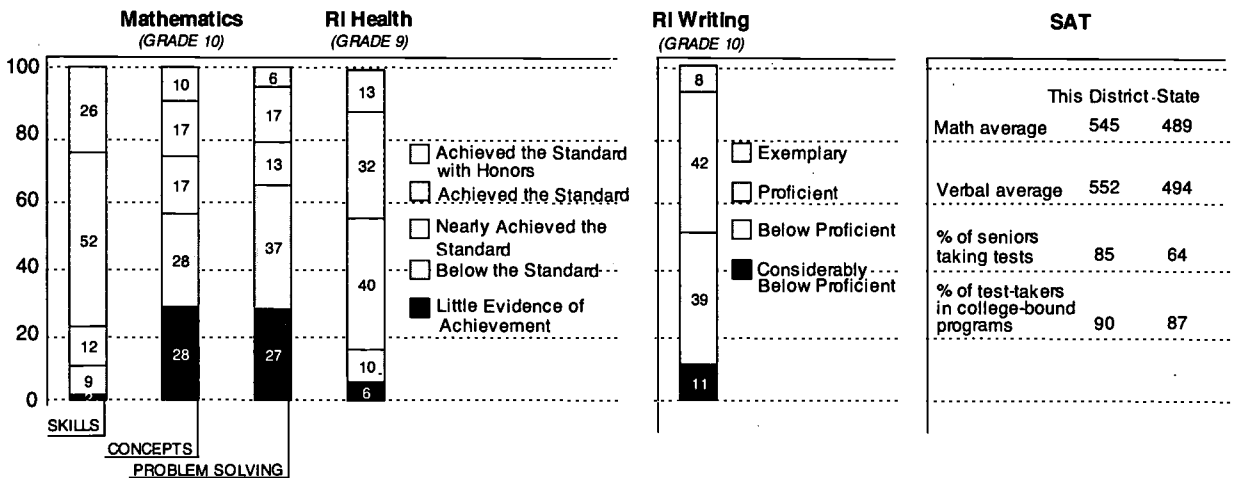 Mathematics
(GRADE 10)
RI Health
(GRADE 9)
RI Writing
(GRADE 10)
SAT
100
80
60
40
20
0
26
52
12
9
2
SKILLS
10
17
17
28
28
CONCEPTS
6
17
13
37
27
PROBLEM SOLVING
13
32
40
10
6
Achieved the Standard
with Honors
Achieved the Standard
Nearly Achieved the
Standard
Below the Standard
Little Evidence of
Achievement
8
42
39
11
Exemplary
Proficient
Below Proficient
Considerably
Below Proficient
This District State
Math average 545 489
Verbal average 552 494
% of seniors
taking tests 85 64
% of test-takers
in college-bound
programs 90 87